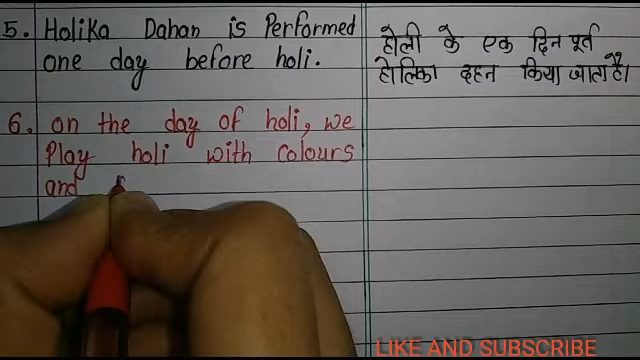 5. Holika Dahan is Performed
one day before holi.
होली के एक दिन पूर्व
होलिका दहन किया जाता है।
6. on the day of holi, we
Play holi with Colours
and
LIKE AND SUBSCRIBE